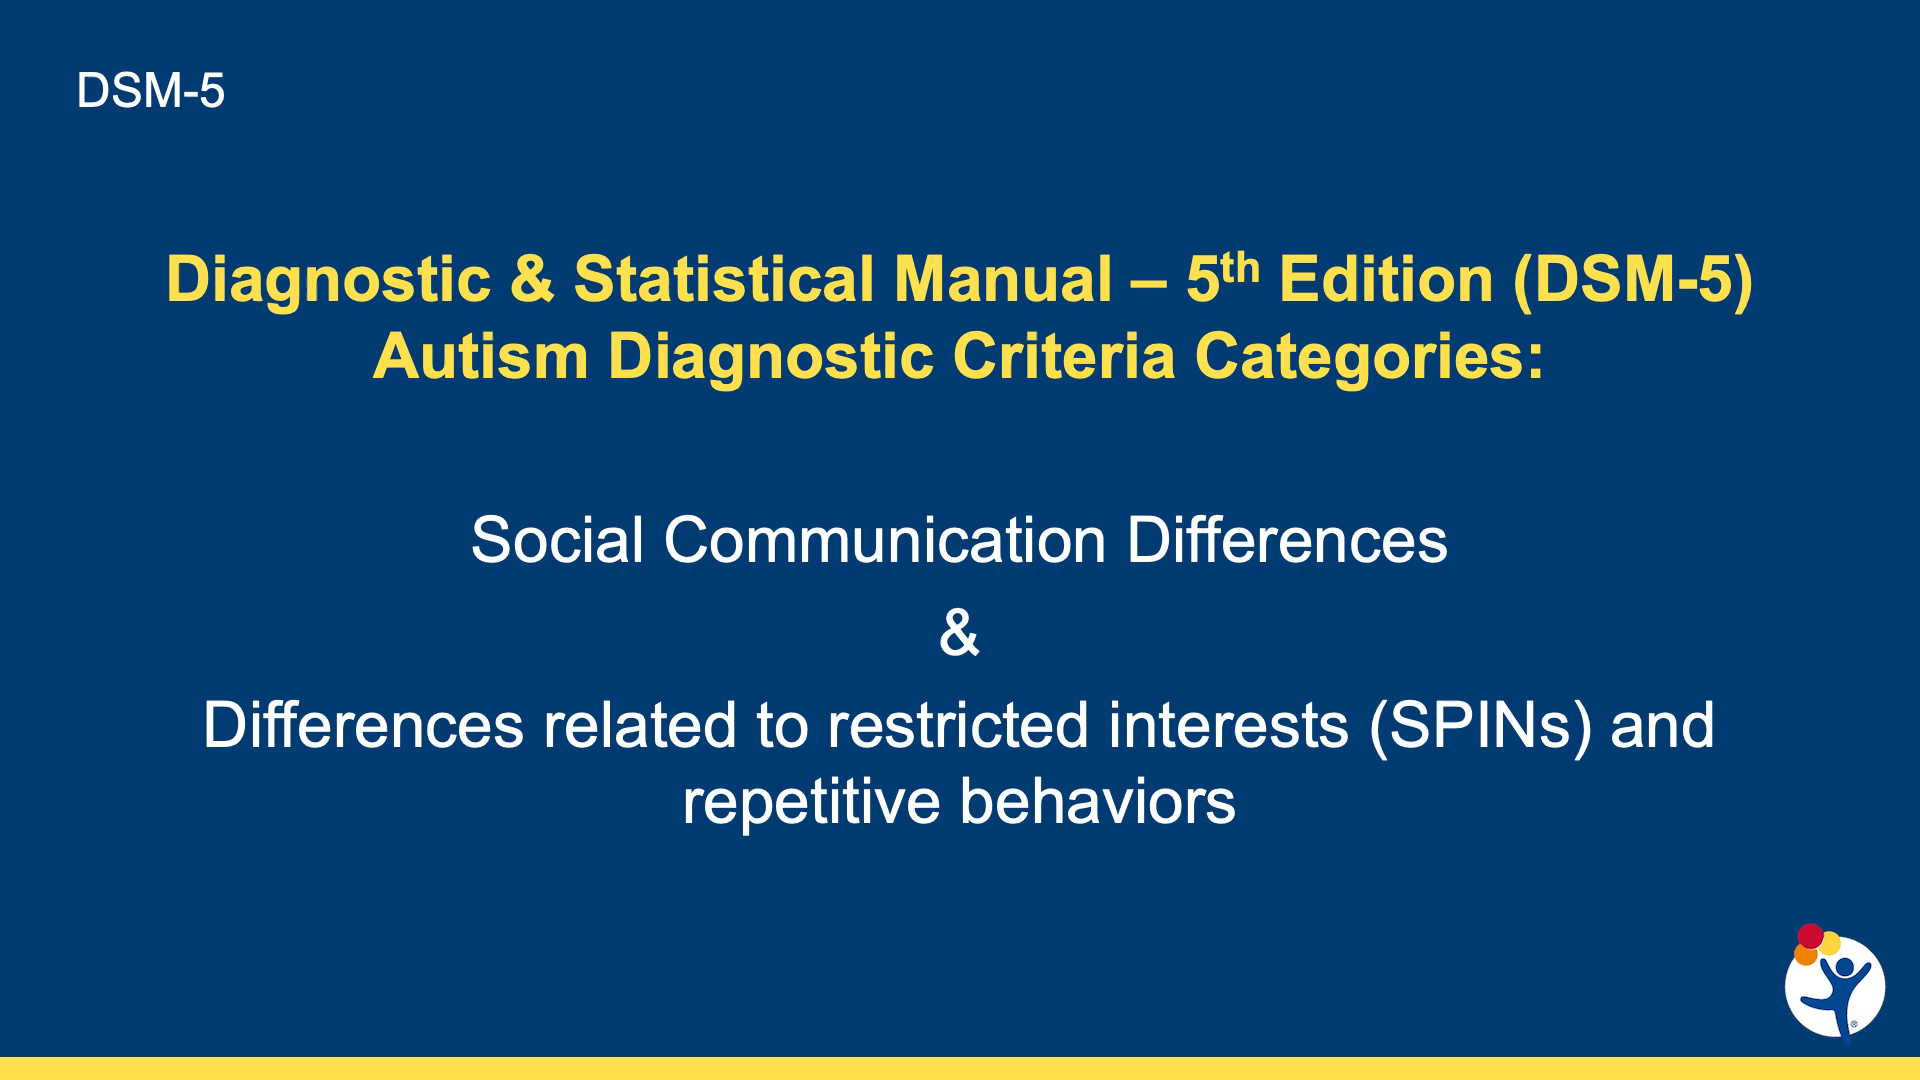 DSM-5
Diagnostic & Statistical Manual – 5th Edition (DSM-5)
Autism Diagnostic Criteria Categories:
Social Communication Differences
&
Differences related to restricted interests (SPINs) and
repetitive behaviors
®